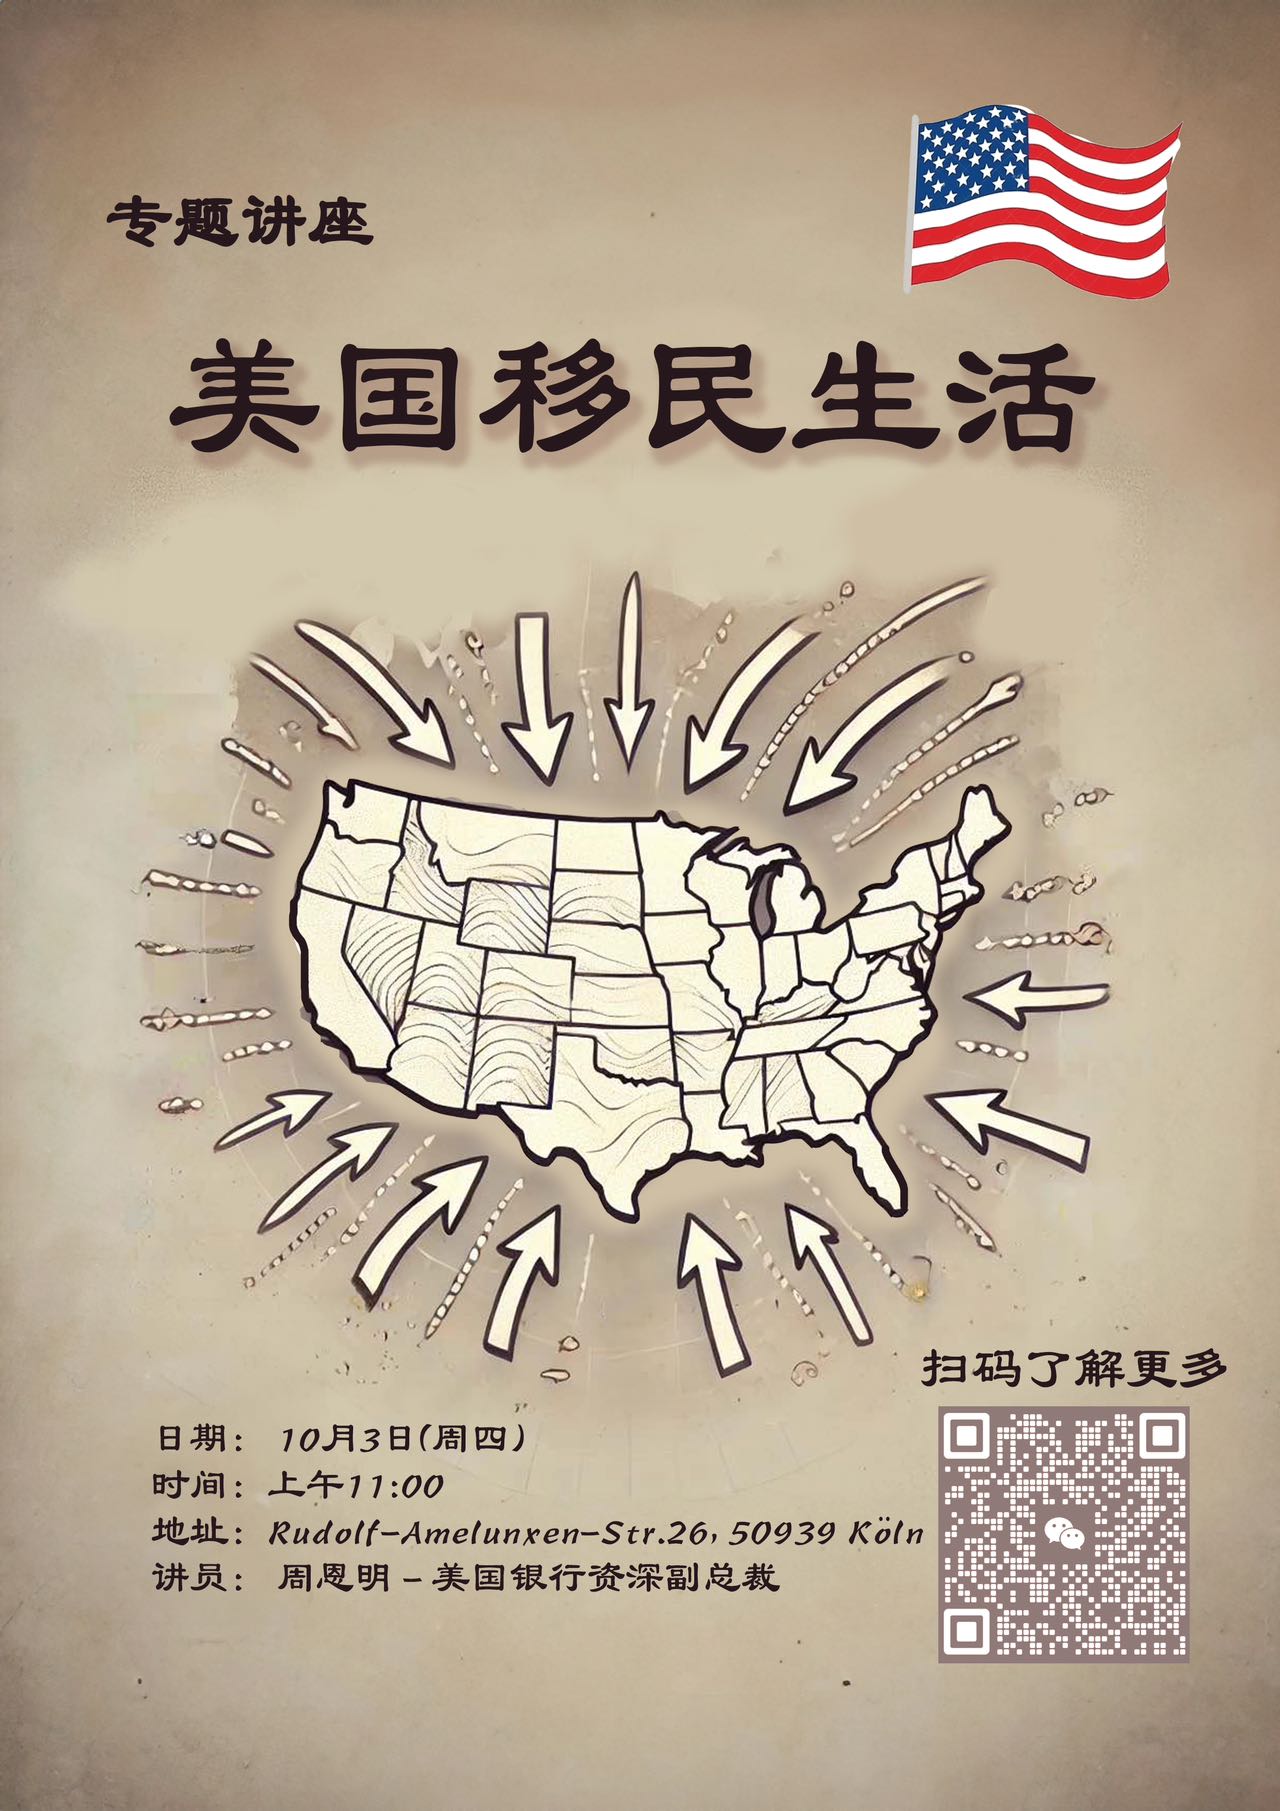 专题讲座
美国移民生活
扫码了解更多
日期： 10月3日(周四)
时间：上午11:00
地址：Rudolf-Amelunxen-Str.26, 50939 Köln
讲员： 周恩明-美国银行资深副总裁